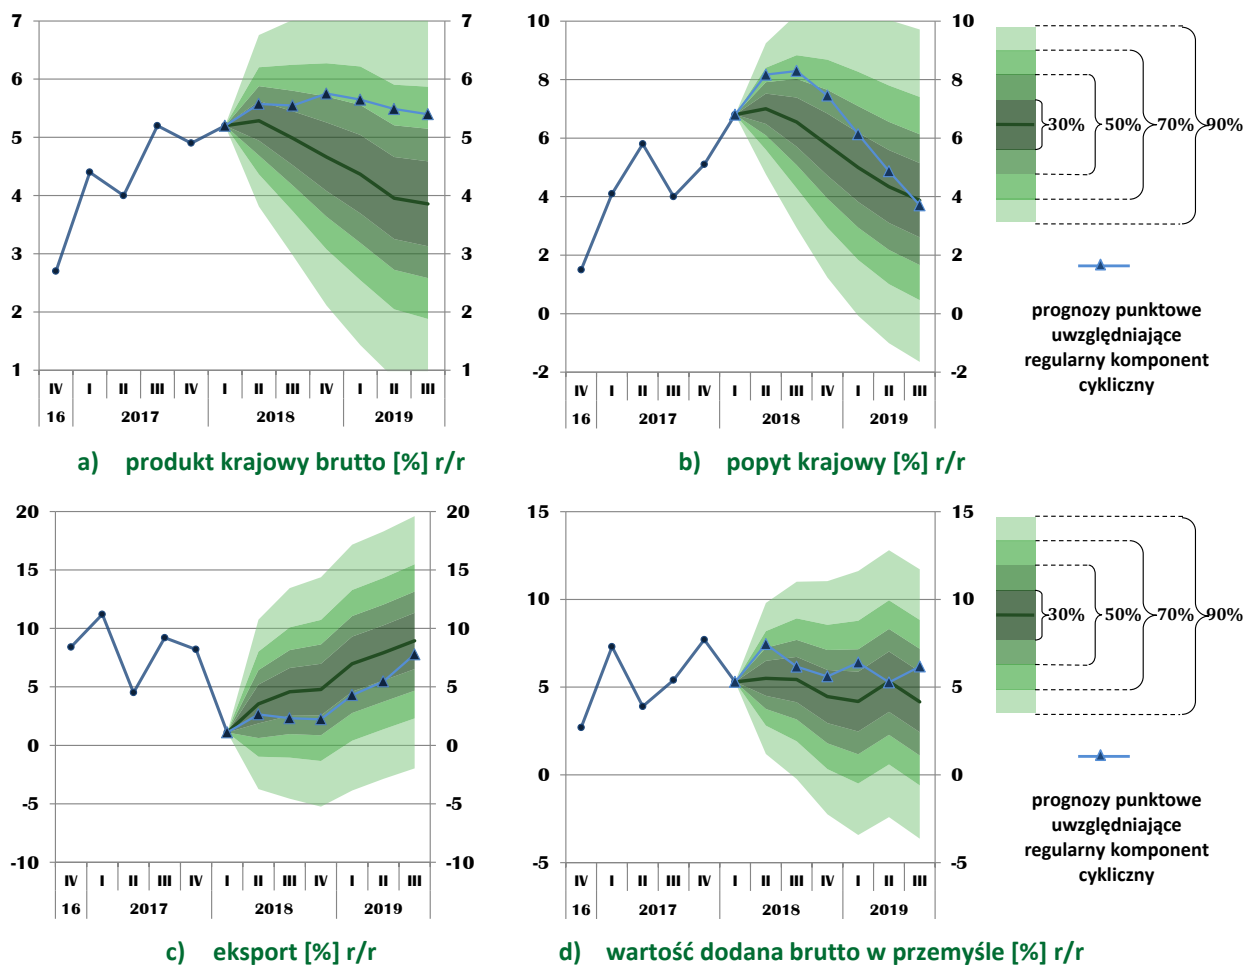 7 7 10 10
6 6 8 8
5 5 6 6
4 4 4 4
3 3 2 2
2 2 0 0
1 1 -2 -2
30% 50% 70% 90%
prognozy punktowe
uwzględniające
regularny komponent
cykliczny
IV I II III IV I II III IV I II III
16 2017 2018 2019
IV I II III IV I II III IV I II III
16 2017 2018 2019
a) produkt krajowy brutto [%] r/r
b) popyt krajowy [%] r/r
20 20 15 15
15 15 10 10
10 10 5 5
5 5 0 0
0 0 -5 -5
-5 -5
-10 -10
30% 50% 70% 90%
prognozy punktowe
uwzględniające
regularny komponent
cykliczny
IV I II III IV I II III IV I II III
16 2017 2018 2019
IV I II III IV I II III IV I II III
16 2017 2018 2019
c) eksport [%] r/r
d) wartość dodana brutto w przemyśle [%] r/r